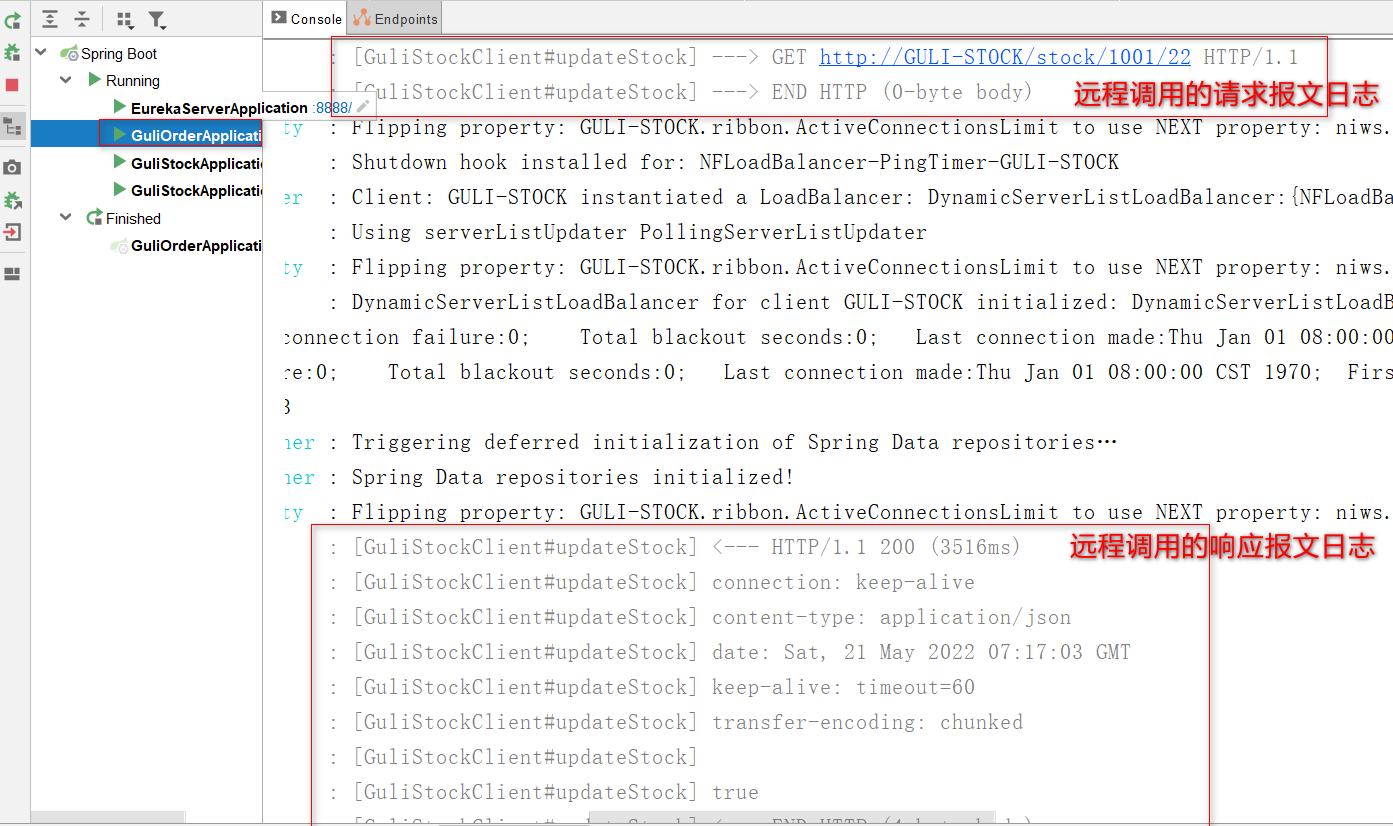 Console
Endpoints
Spring Boot
Running
EurekaServerApplication :8888/
GuliOrderApplicati
GuliStockApplicatio
GuliStockApplicatio
Finished
GuliOrderApplicati
: [GuliStockClient#updateStock] ---> GET http://GULI-STOCK/stock/1001/22 HTTP/1.1
: [GuliStockClient#updateStock] ---> END HTTP (0-byte body)
远程调用的请求报文日志
ty : Flipping property: GULI-STOCK.ribbon.ActiveConnectionsLimit to use NEXT property: niws.
: Shutdown hook installed for: NFLoadBalancer-PingTimer-GULI-STOCK
er : Client: GULI-STOCK instantiated a LoadBalancer: DynamicServerListLoadBalancer:{NFLoadBa
: Using serverListUpdater PollingServerListUpdater
ty : Flipping property: GULI-STOCK.ribbon.ActiveConnectionsLimit to use NEXT property: niws.
: DynamicServerListLoadBalancer for client GULI-STOCK initialized: DynamicServerListLoadB
connection failure:0; Total blackout seconds:0; Last connection made:Thu Jan 01 08:00:00
re:0; Total blackout seconds:0; Last connection made:Thu Jan 01 08:00:00 CST 1970; Firs
3
ner : Triggering deferred initialization of Spring Data repositories…
ner : Spring Data repositories initialized!
ty : Flipping property: GULI-STOCK.ribbon.ActiveConnectionsLimit to use NEXT property: niws.
: [GuliStockClient#updateStock] <--- HTTP/1.1 200 (3516ms)
远程调用的响应报文日志
: [GuliStockClient#updateStock] connection: keep-alive
: [GuliStockClient#updateStock] content-type: application/json
: [GuliStockClient#updateStock] date: Sat, 21 May 2022 07:17:03 GMT
: [GuliStockClient#updateStock] keep-alive: timeout=60
: [GuliStockClient#updateStock] transfer-encoding: chunked
: [GuliStockClient#updateStock]
: [GuliStockClient#updateStock] true
: [GuliStockClient#updateStock] <--- END HTTP (4-byte body)